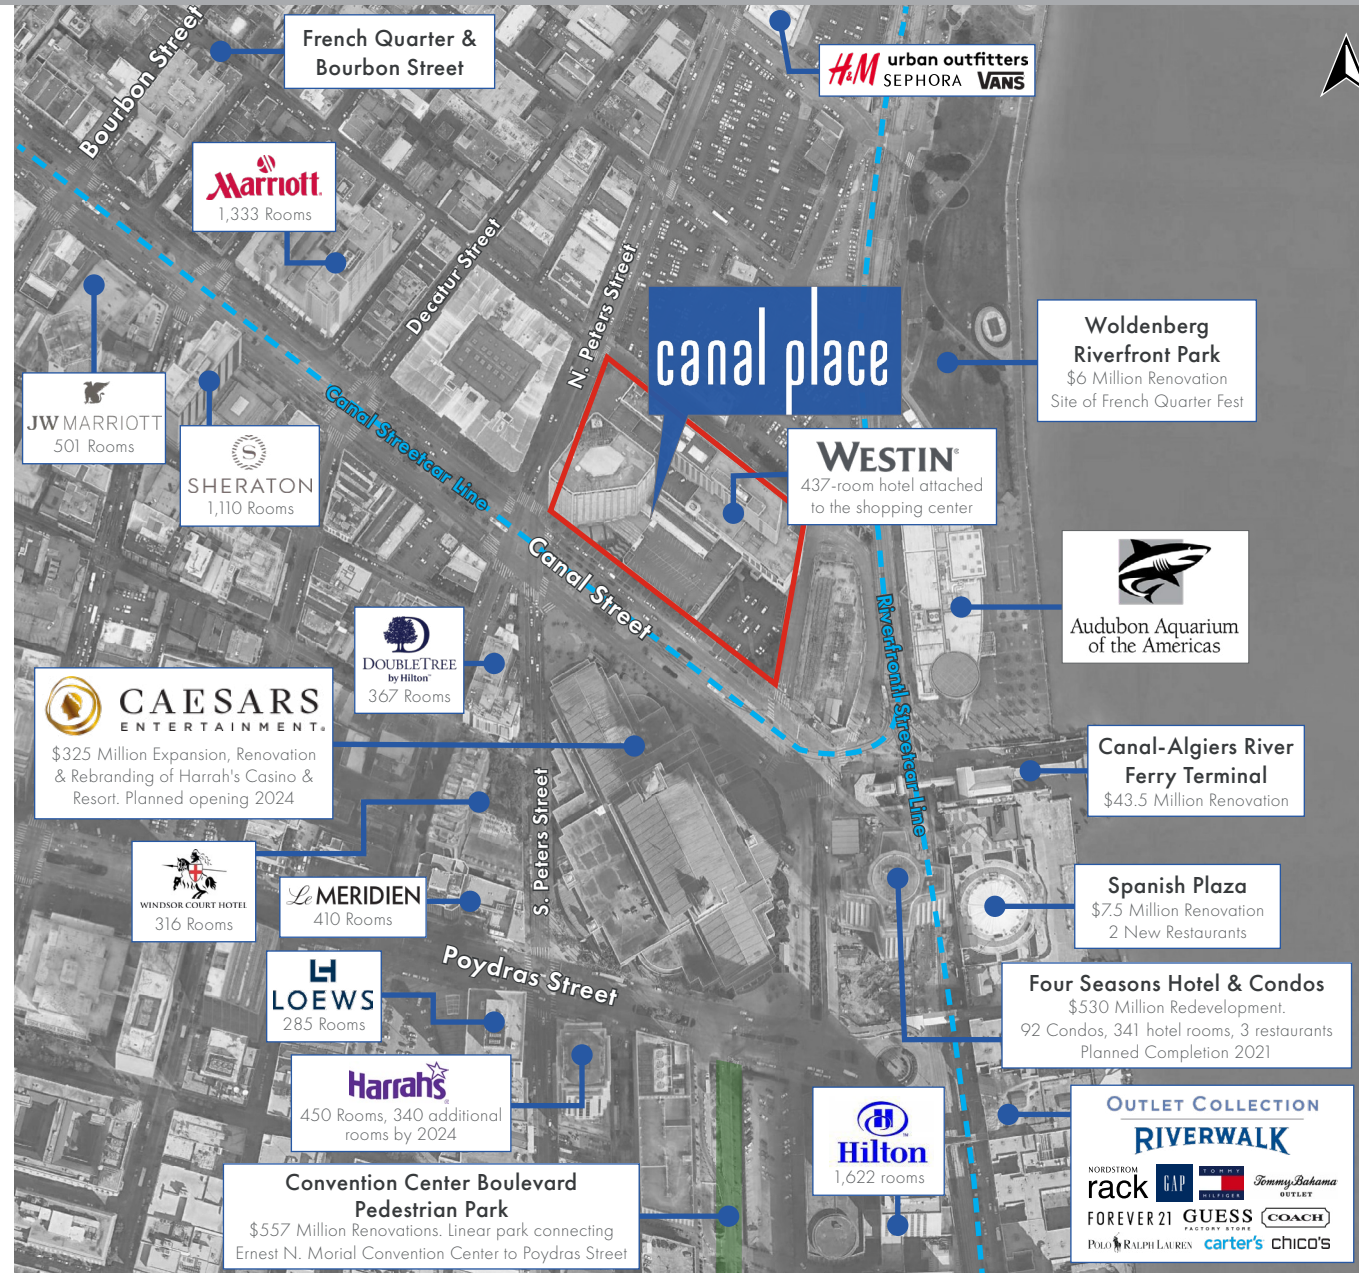 French Quarter &
Bourbon Street
Bourbon Street
H&M urban outfitters
SEPHORA VANS
Marriott
1,333 Rooms
Decatur Street
N. Peters Street
canal place
Woldenberg
Riverfront Park
$6 Million Renovation
Site of French Quarter Fest
JW MARRIOTT
501 Rooms
S
SHERATON
1,110 Rooms
Canal Streetcar Line
WESTIN
437-room hotel attached
to the shopping center
Canal Street
Audubon Aquarium
of the Americas
Riverfrontl Streetcar Line
D
DOUBLETREE
by Hilton™
367 Rooms
CAESARS
ENTERTAINMENT®
$325 Million Expansion, Renovation
& Rebranding of Harrah's Casino &
Resort. Planned opening 2024
Canal-Algiers River
Ferry Terminal
$43.5 Million Renovation
S. Peters Street
WINDSOR COURT HOTEL
316 Rooms
Le MERIDIEN
410 Rooms
Spanish Plaza
$7.5 Million Renovation
2 New Restaurants
Poydras Street
LH
LOEWS
285 Rooms
Four Seasons Hotel & Condos
$530 Million Redevelopment.
92 Condos, 341 hotel rooms, 3 restaurants
Planned Completion 2021
Harrah's
450 Rooms, 340 additional
rooms by 2024
H
Hilton
1,622 rooms
OUTLET COLLECTION
RIVERWALK
NORDSTROM
rack
GAP
TOMMY
HILFIGER
Tommy Bahama
OUTLET
FOREVER 21
GUESS
FACTORY STORE
COACH
POLO RALPH LAUREN carter's chico's
Convention Center Boulevard
Pedestrian Park
$557 Million Renovations. Linear park connecting
Ernest N. Morial Convention Center to Poydras Street